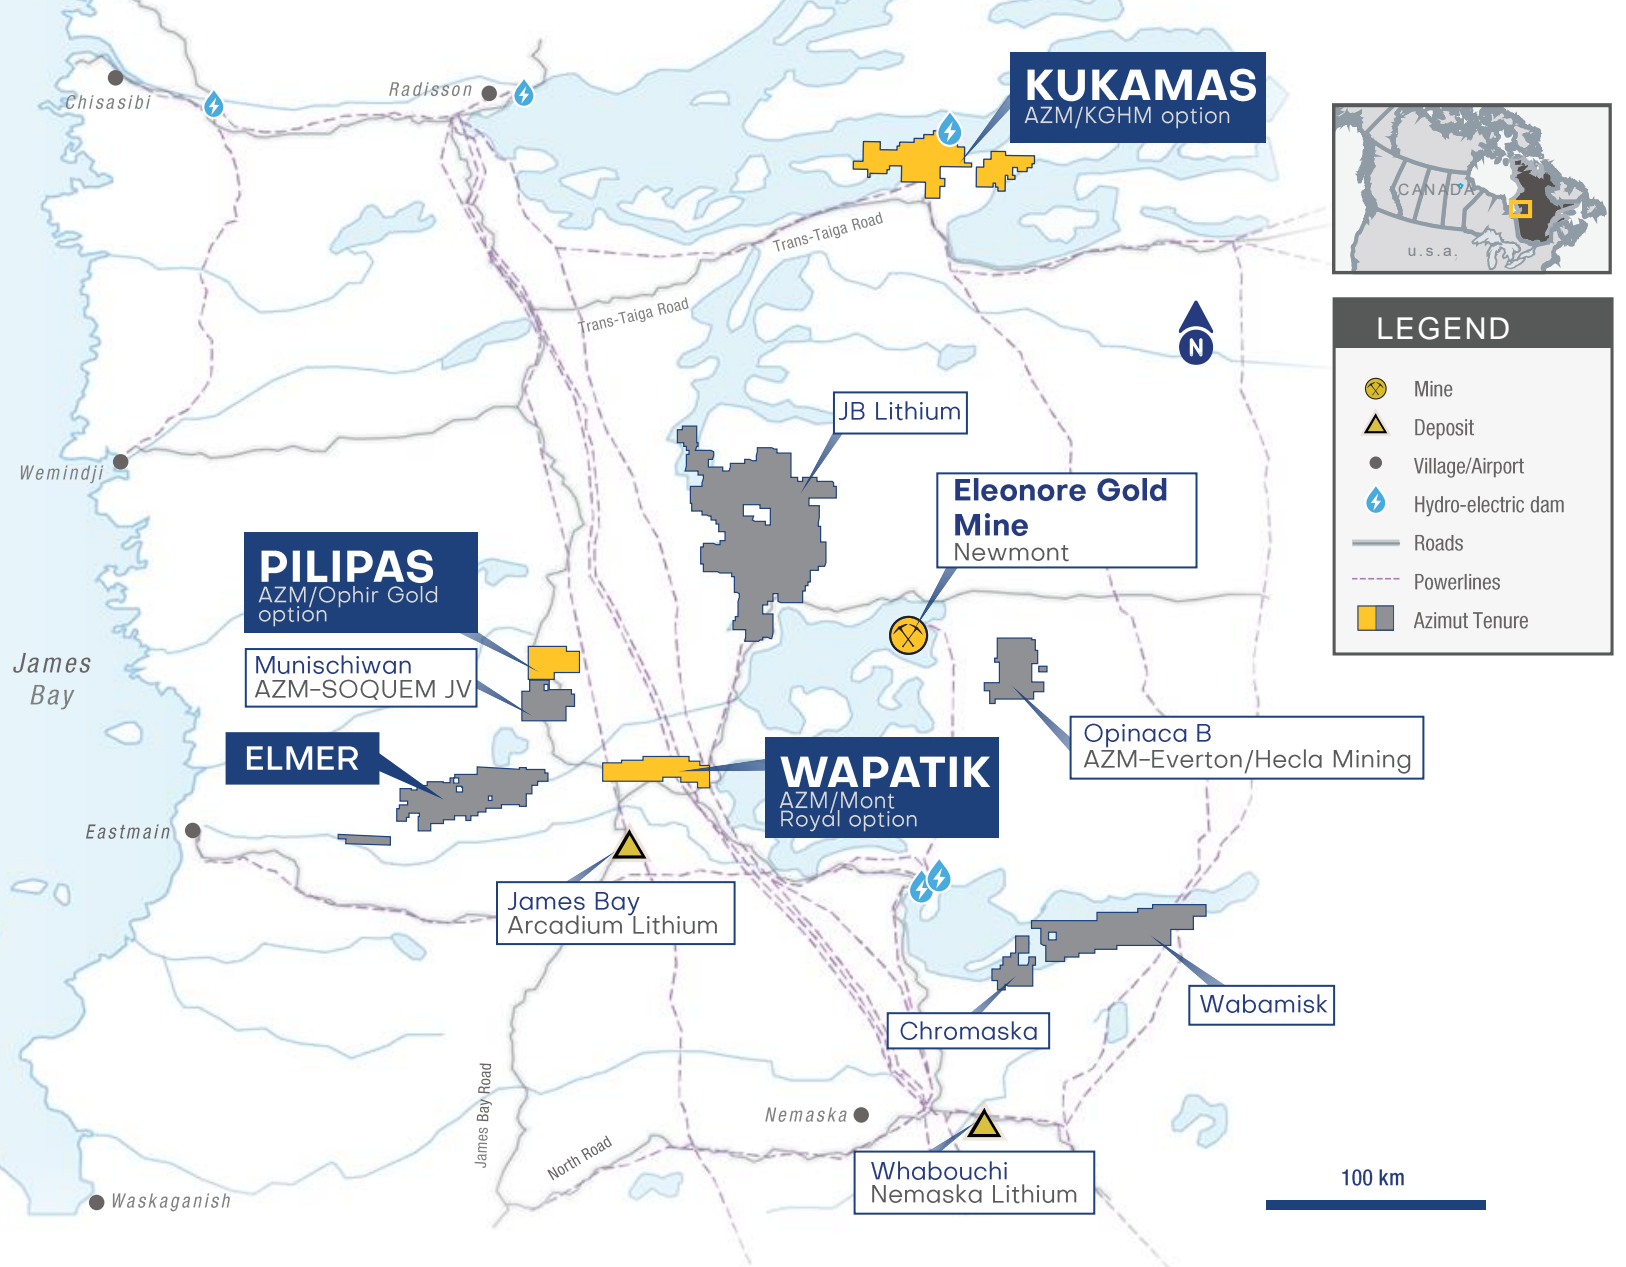 Chisasibi
Radisson
KUKAMAS
AZM/KGHM option
CANADA
u.s.a.
Trans-Taiga Road
Trans-Taiga Road
N
LEGEND
Mine
Deposit
Village/Airport
Hydro-electric dam
Roads
Powerlines
Azimut Tenure
JB Lithium
Wemindji
Eleonore Gold
Mine
Newmont
PILIPAS
AZM/Ophir Gold
option
Munischiwan
AZM-SOQUEM JV
James
Bay
ELMER
Opinaca B
AZM-Everton/Hecla Mining
WAPATIK
AZM/Mont
Royal option
Eastmain
James Bay
Arcadium Lithium
Wabamisk
Chromaska
James Bay Road
North Road
Nemaska
Whabouchi
Nemaska Lithium
Waskaganish
100 km